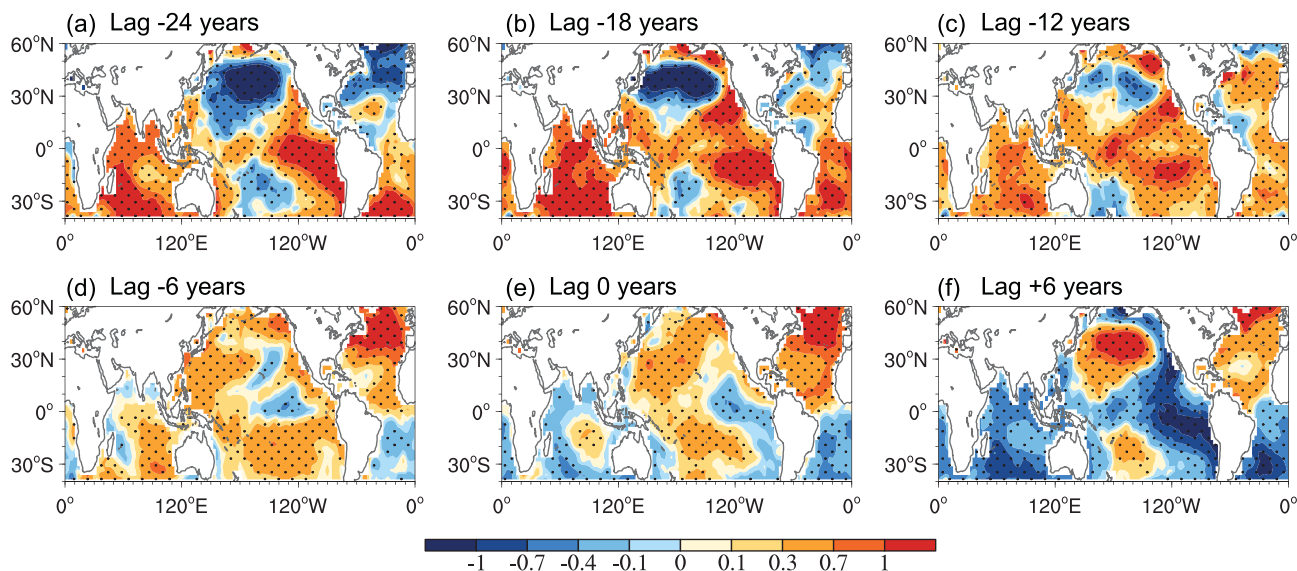 (a) Lag -24 years
(b) Lag -18 years
(c) Lag -12 years
60°N
30°N
0°
30°S
0° 120°E 120°W 0°
60°N
30°N
0°
30°S
0° 120°E 120°W 0°
60°N
30°N
0°
30°S
0° 120°E 120°W 0°
(d) Lag -6 years
(e) Lag 0 years
(f) Lag +6 years
60°N
30°N
0°
30°S
0° 120°E 120°W 0°
60°N
30°N
0°
30°S
0° 120°E 120°W 0°
60°N
30°N
0°
30°S
0° 120°E 120°W 0°
-1 -0.7 -0.4 -0.1 0 0.1 0.3 0.7 1